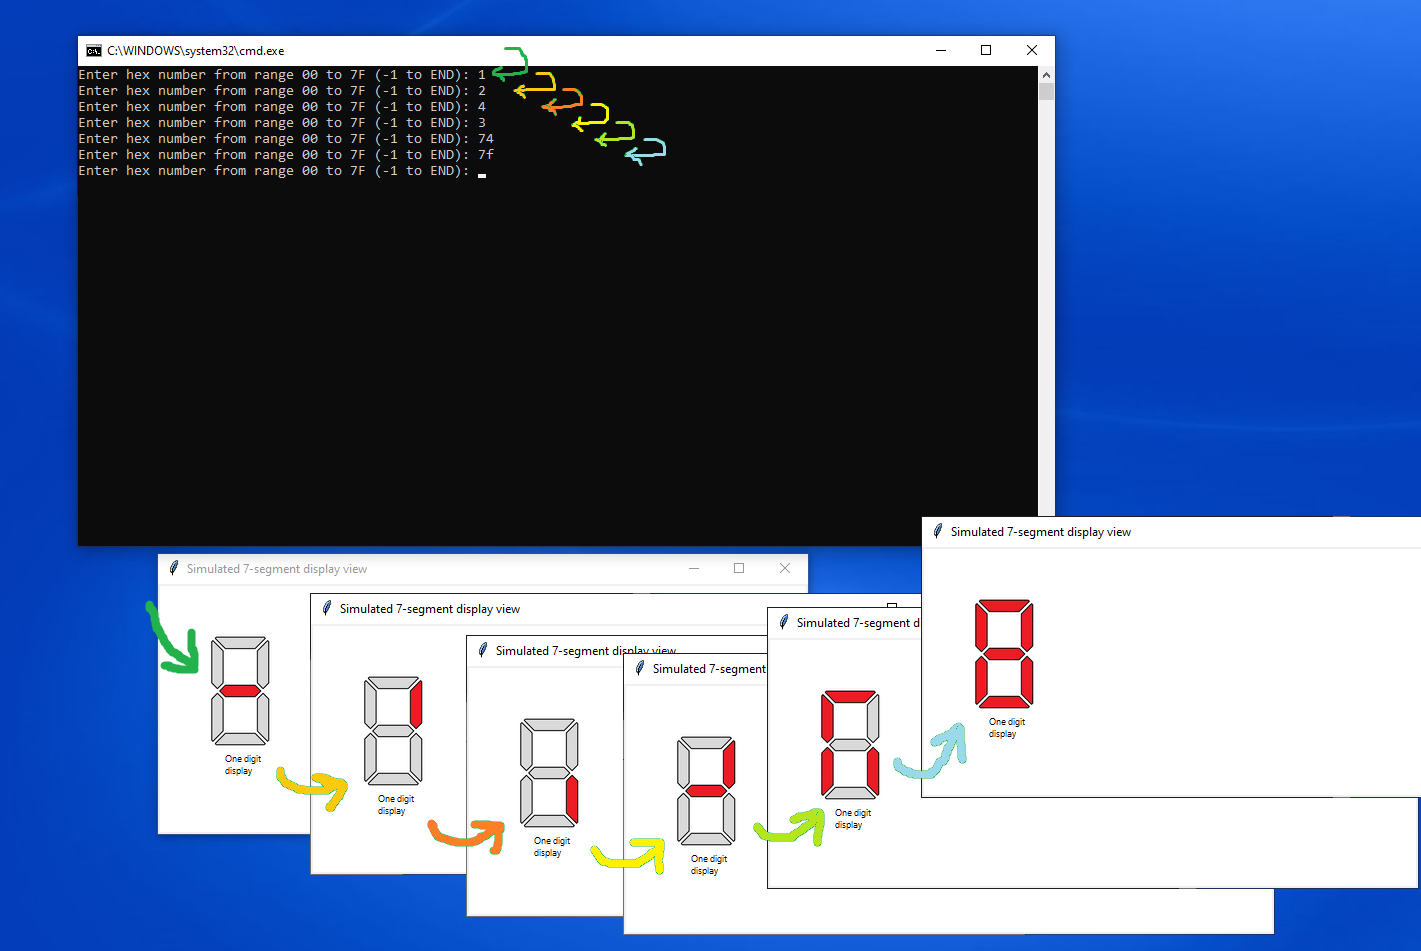 C:\WINDOWS\system32\cmd.exe
Enter hex number from range 00 to 7F (-1 to END): 1
Enter hex number from range 00 to 7F (-1 to END): 2
Enter hex number from range 00 to 7F (-1 to END): 4
Enter hex number from range 00 to 7F (-1 to END): 3
Enter hex number from range 00 to 7F (-1 to END): 74
Enter hex number from range 00 to 7F (-1 to END): 7f
Enter hex number from range 00 to 7F (-1 to END):
Simulated 7-segment display view
One digit
display
Simulated 7-segment display view
One digit
display
Simulated 7-segment display view
One digit
display
Simulated 7-segment
One digit
display
Simulated 7-segment d
One digit
display
Simulated 7-segment display view
One digit
display